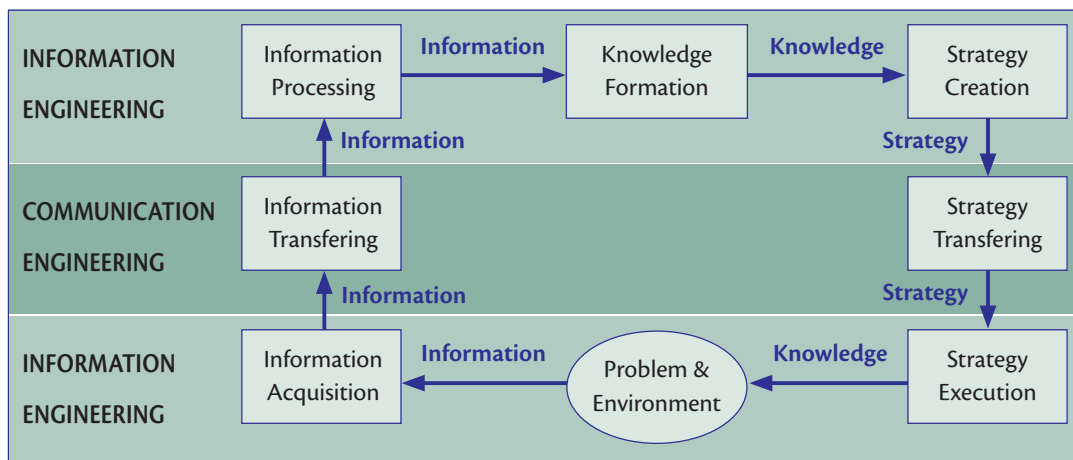 INFORMATION
ENGINEERING
Information
Processing
Information
Knowledge
Formation
Knowledge
Strategy
Creation
Information
Strategy
COMMUNICATION
ENGINEERING
Information
Transfering
Strategy
Transfering
Information
Strategy
INFORMATION
ENGINEERING
Information
Acquisition
Information
Problem &
Environment
Knowledge
Strategy
Execution